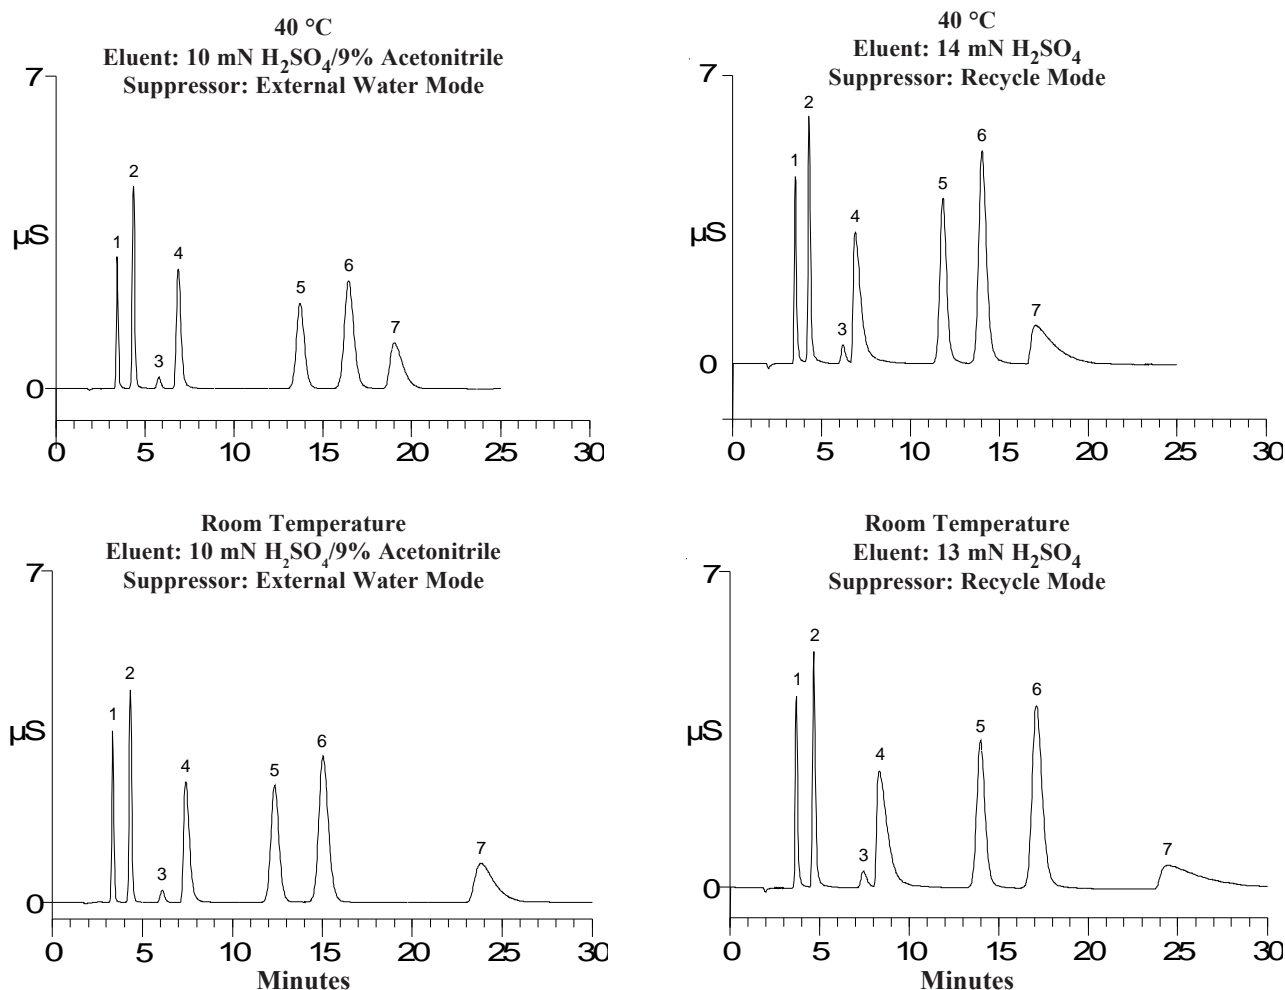 40 °C
Eluent: 10 mN H₂SO₄/9% Acetonitrile
Suppressor: External Water Mode
7
µS
0
1
2
3
4
5
6
7
0 5 10 15 20 25 30
40 °C
Eluent: 14 mN H₂SO₄
Suppressor: Recycle Mode
7
µS
0
1
2
3
4
5
6
7
0 5 10 15 20 25 30
Room Temperature
Eluent: 10 mN H₂SO₄/9% Acetonitrile
Suppressor: External Water Mode
7
µS
0
1
2
3
4
5
6
7
0 5 10 15 20 25 30
Minutes
Room Temperature
Eluent: 13 mN H₂SO₄
Suppressor: Recycle Mode
7
µS
0
1
2
3
4
5
6
7
0 5 10 15 20 25 30
Minutes